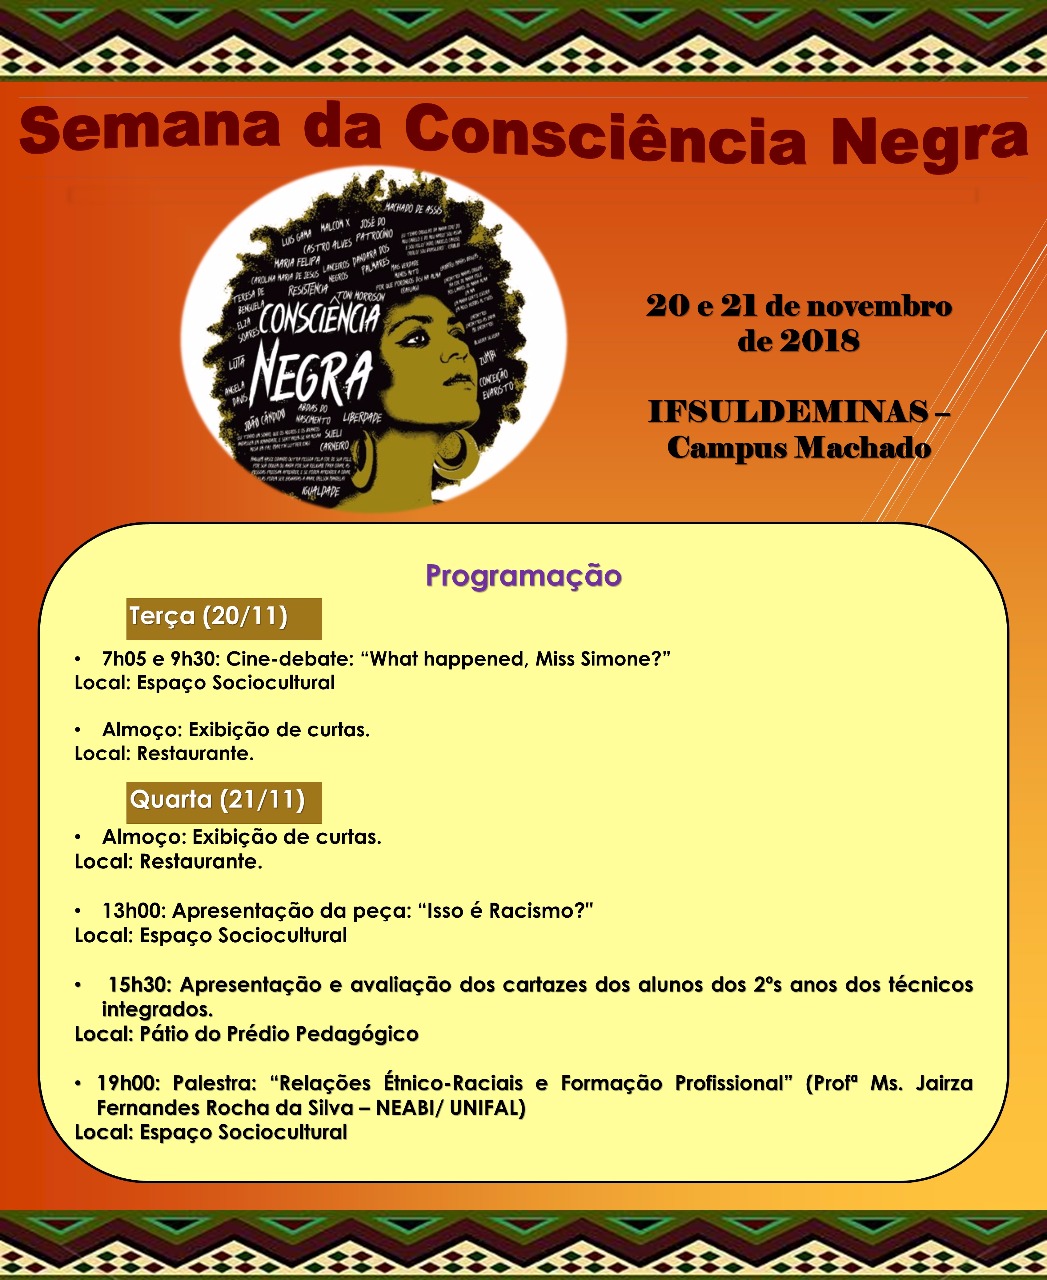 Semana da Consciência Negra
MACHADO DE ASSIS
LUIS GAMA MALCOM X JOSÉ DO
CASTRO ALVES PATROCÍNIO
MARIA FELIPA LANCEIROS DANDARA DOS
CAROLINA MARIA DE JESUS NEGROS PALMARES
TERESA DE RESISTÊNCIA TONI MORRISON
BENGUELA
ELZA
SOARES
CONSCIÊNCIA
NEGRA
LUTA
ANGELA
DAVIS
ZUMBI
CONCEIÇÃO
EVARISTO
JOÃO CÂNDIDO ABDIAS DO
NASCIMENTO LIBERDADE
SUELI
CARNEIRO
IGUALDADE
20 e 21 de novembro
de 2018
IFSULDEMINAS –
Campus Machado
Programação
Terça (20/11)
• 7h05 e 9h30: Cine-debate: “What happened, Miss Simone?”
Local: Espaço Sociocultural
• Almoço: Exibição de curtas.
Local: Restaurante.
Quarta (21/11)
• Almoço: Exibição de curtas.
Local: Restaurante.
• 13h00: Apresentação da peça: “Isso é Racismo?”
Local: Espaço Sociocultural
• 15h30: Apresentação e avaliação dos cartazes dos alunos dos 2ºs anos dos técnicos
integrados.
Local: Pátio do Prédio Pedagógico
• 19h00: Palestra: “Relações Étnico-Raciais e Formação Profissional” (Profª Ms. Jairza
Fernandes Rocha da Silva – NEABI/ UNIFAL)
Local: Espaço Sociocultural